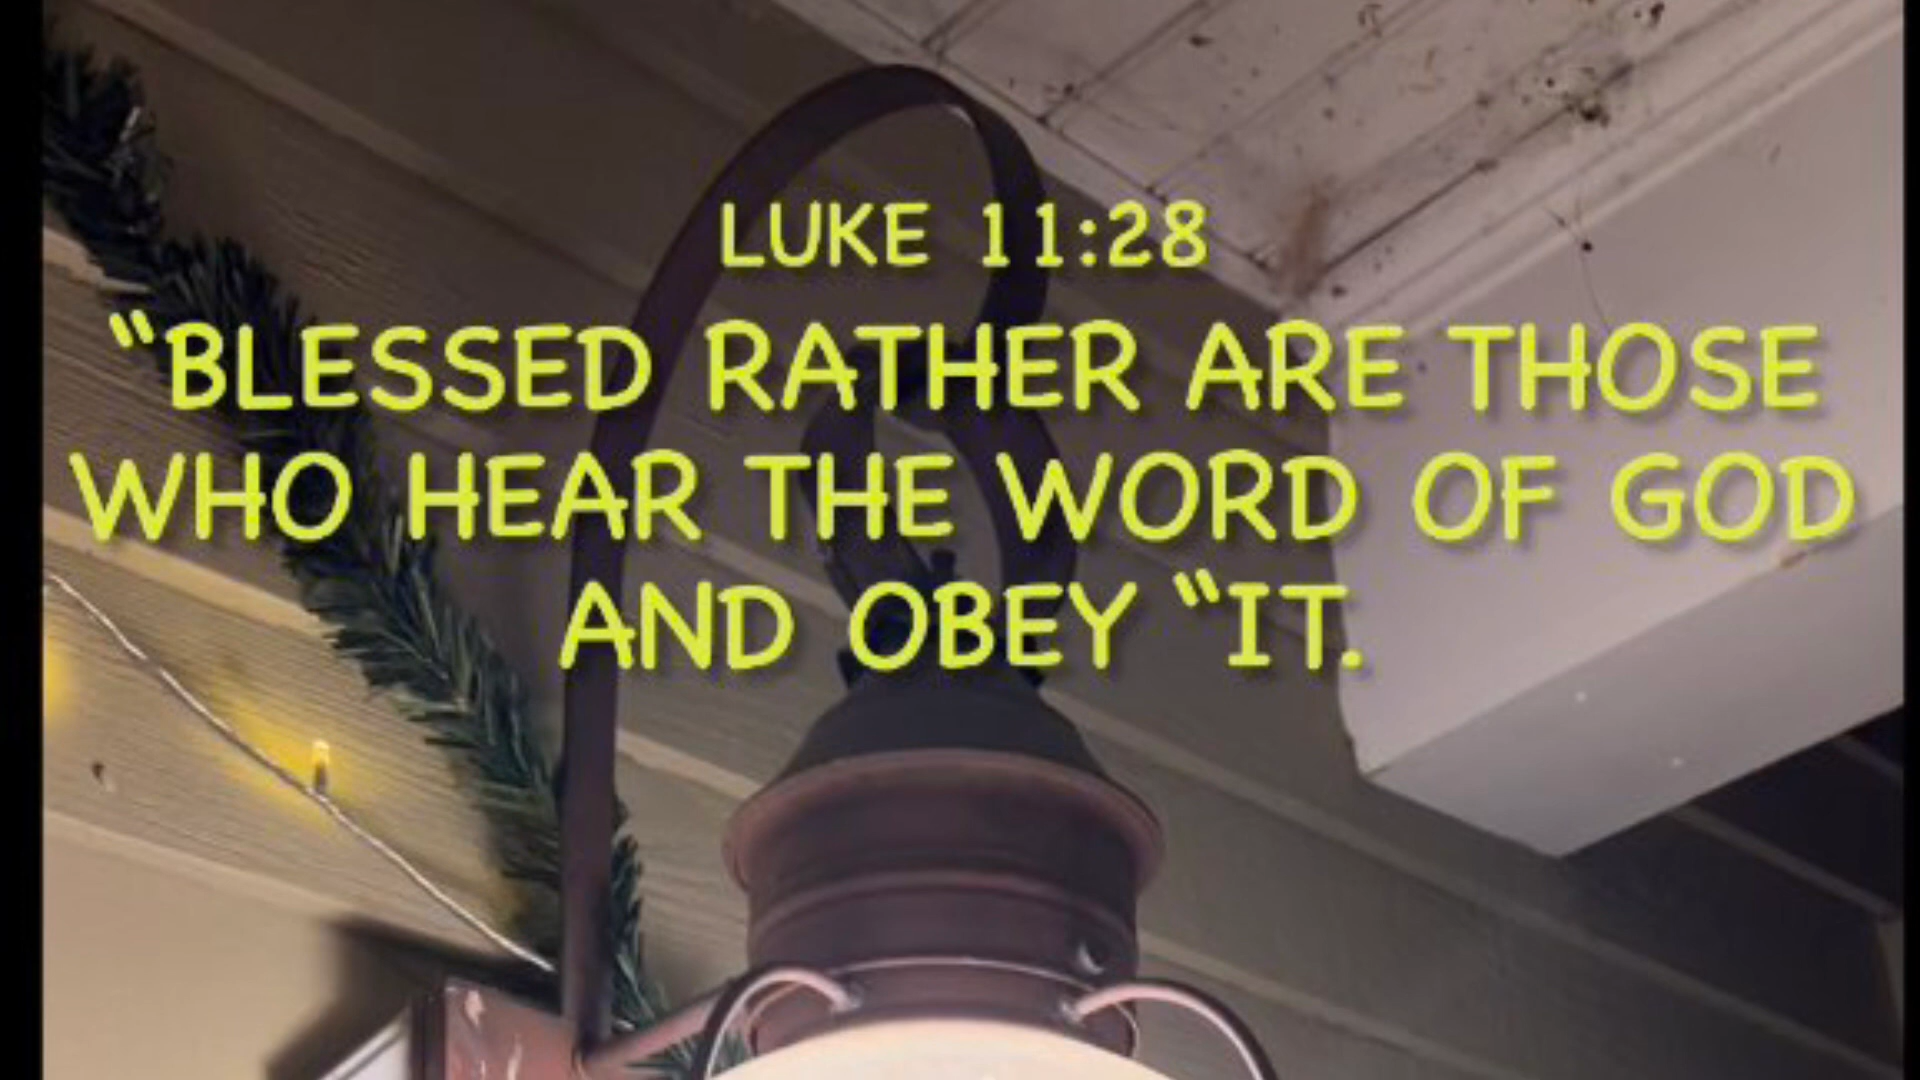 LUKE 11:28
“BLESSED RATHER ARE THOSE
WHO HEAR THE WORD OF GOD
AND OBEY “IT.